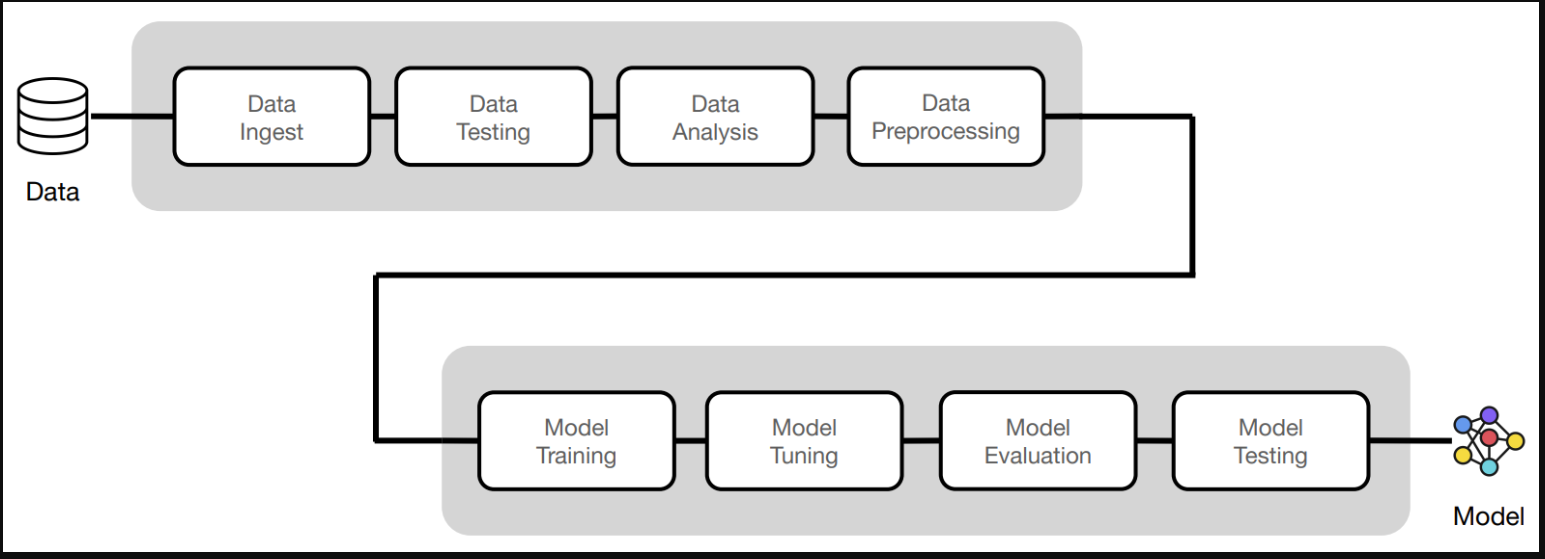 Data
Ingest
Data
Testing
Data
Analysis
Data
Preprocessing
Data
Model
Training
Model
Tuning
Model
Evaluation
Model
Testing
Model